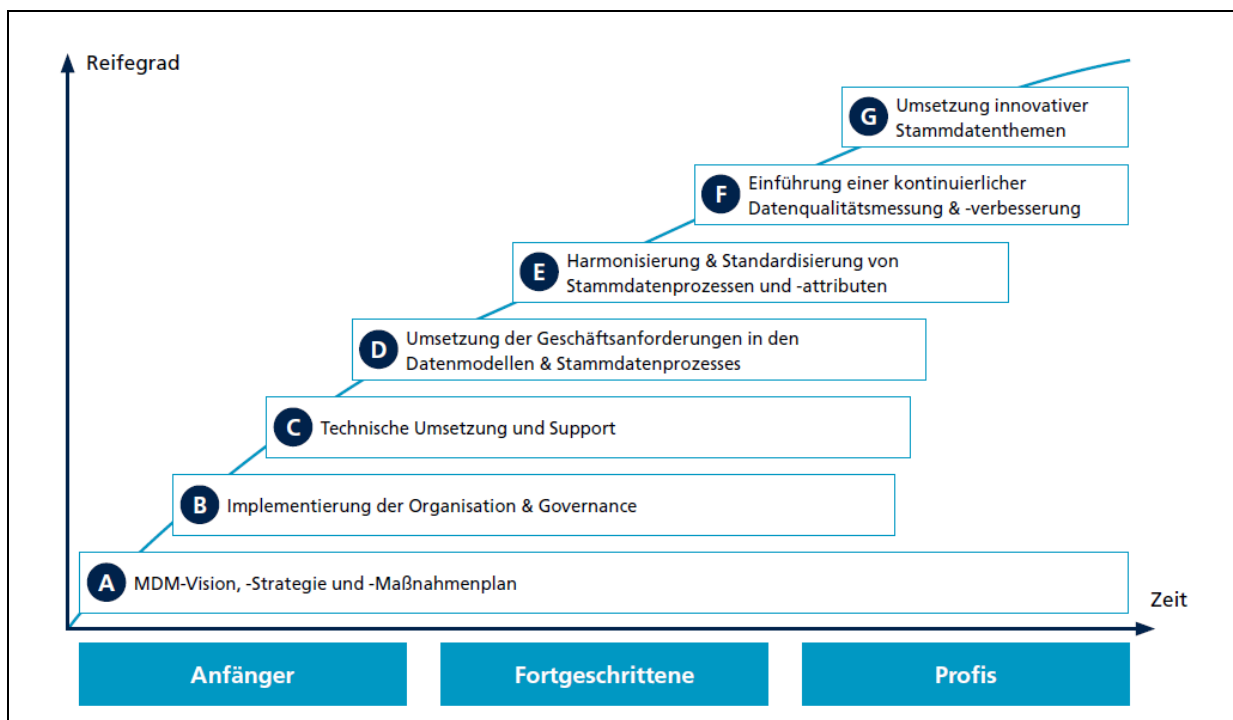 Reifegrad
G
Umsetzung innovativer
Stammdatenthemen
F
Einführung einer kontinuierlicher
Datenqualitätsmessung & -verbesserung
E
Harmonisierung & Standardisierung von
Stammdatenprozessen und -attributen
D
Umsetzung der Geschäftsanforderungen in den
Datenmodellen & Stammdatenprozesses
C
Technische Umsetzung und Support
B
Implementierung der Organisation & Governance
A
MDM-Vision, -Strategie und -Maßnahmenplan
Zeit
Anfänger
Fortgeschrittene
Profis